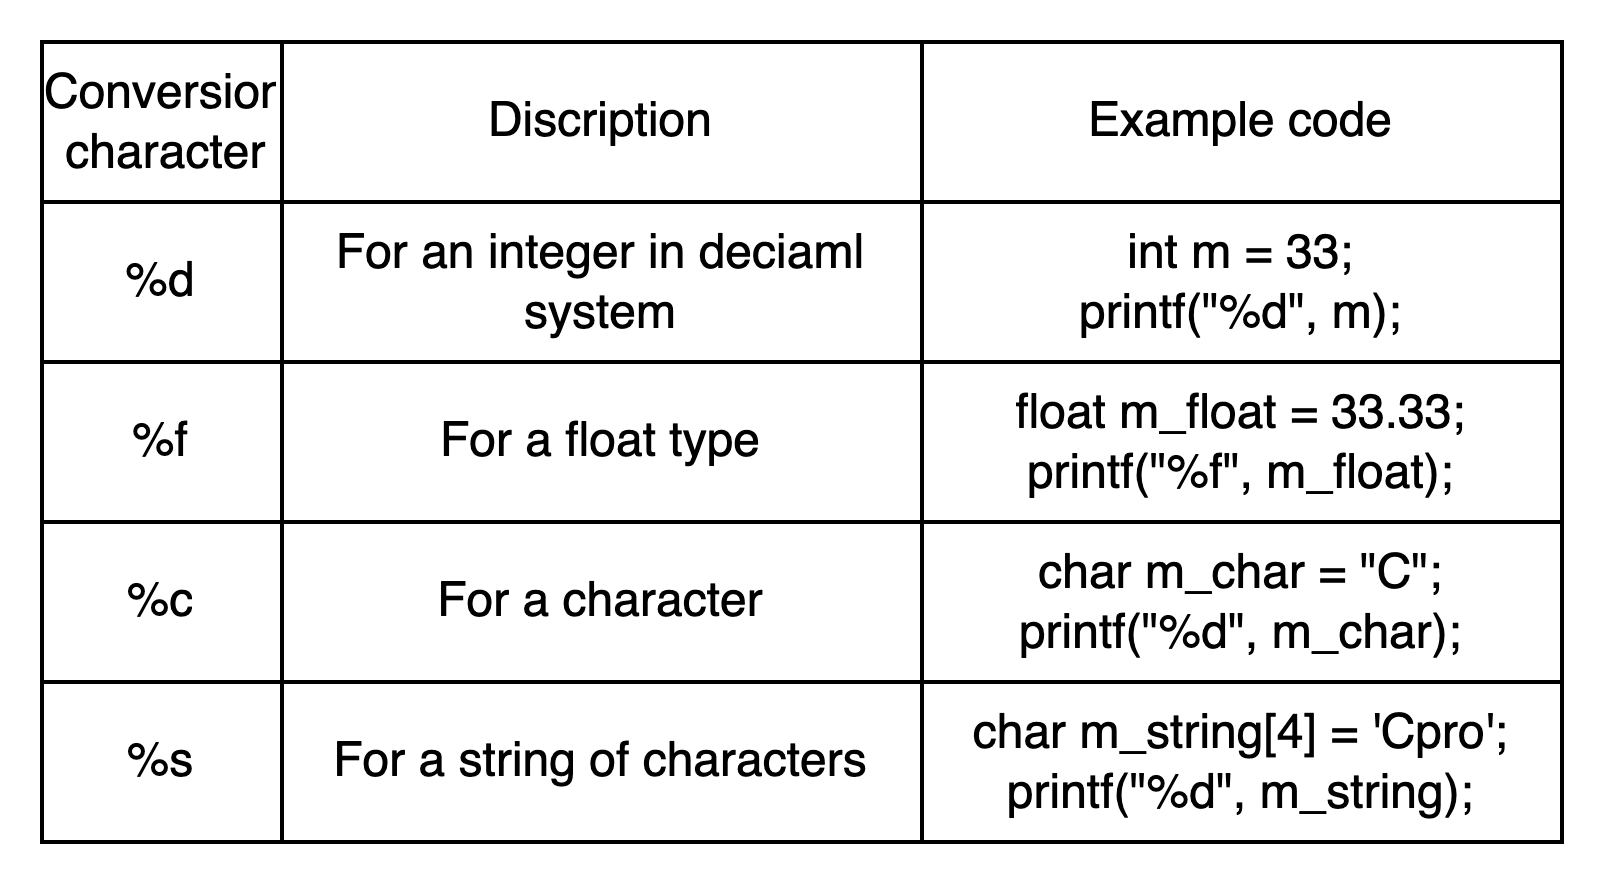 Conversior
character
Discription
Example code
%d
For an integer in deciaml
system
int m = 33;
printf("%d", m);
%f
For a float type
float m_float = 33.33;
printf("%f", m_float);
%c
For a character
char m_char = "C";
printf("%d", m_char);
%s
For a string of characters
char m_string[4] = 'Cpro';
printf("%d", m_string);